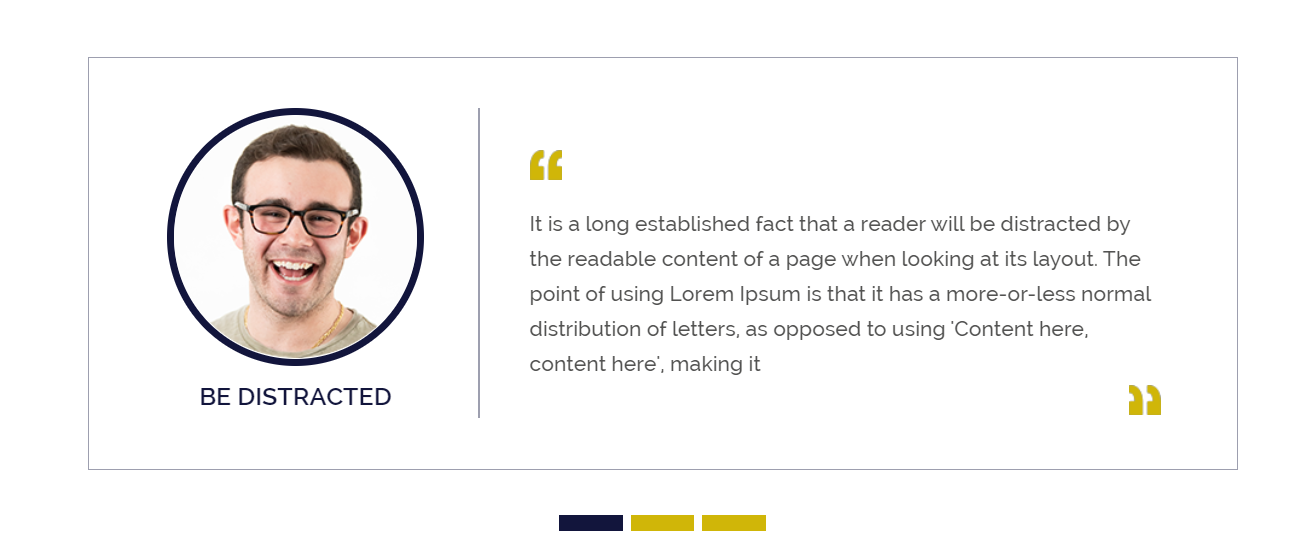 It is a long established fact that a reader will be distracted by
the readable content of a page when looking at its layout. The
point of using Lorem Ipsum is that it has a more-or-less normal
distribution of letters, as opposed to using 'Content here,
content here', making it
BE DISTRACTED